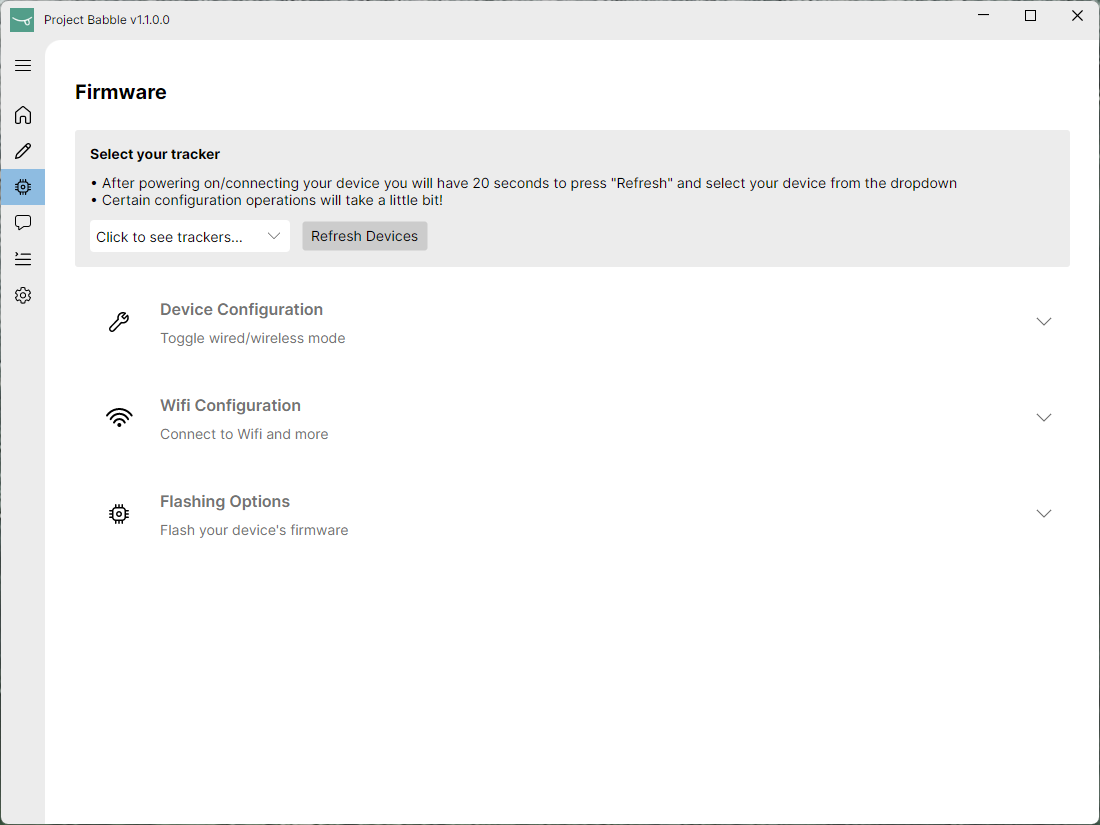 Project Babble v1.1.0.0
Firmware
Select your tracker
• After powering on/connecting your device you will have 20 seconds to press "Refresh" and select your device from the dropdown
• Certain configuration operations will take a little bit!
Click to see trackers...
Refresh Devices
Device Configuration
Toggle wired/wireless mode
Wifi Configuration
Connect to Wifi and more
Flashing Options
Flash your device's firmware